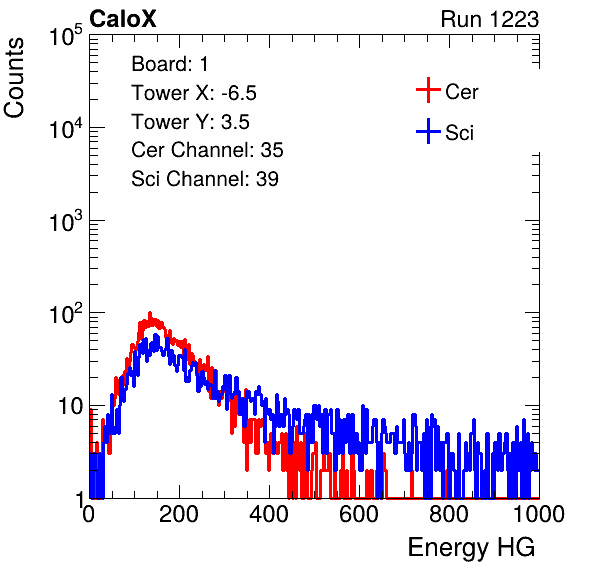 CaloX Run 1223
Counts
10^5
10^4
10^3
10^2
10
1
Board: 1
Tower X: -6.5
Tower Y: 3.5
Cer Channel: 35
Sci Channel: 39
Cer
Sci
0 200 400 600 800 1000
Energy HG